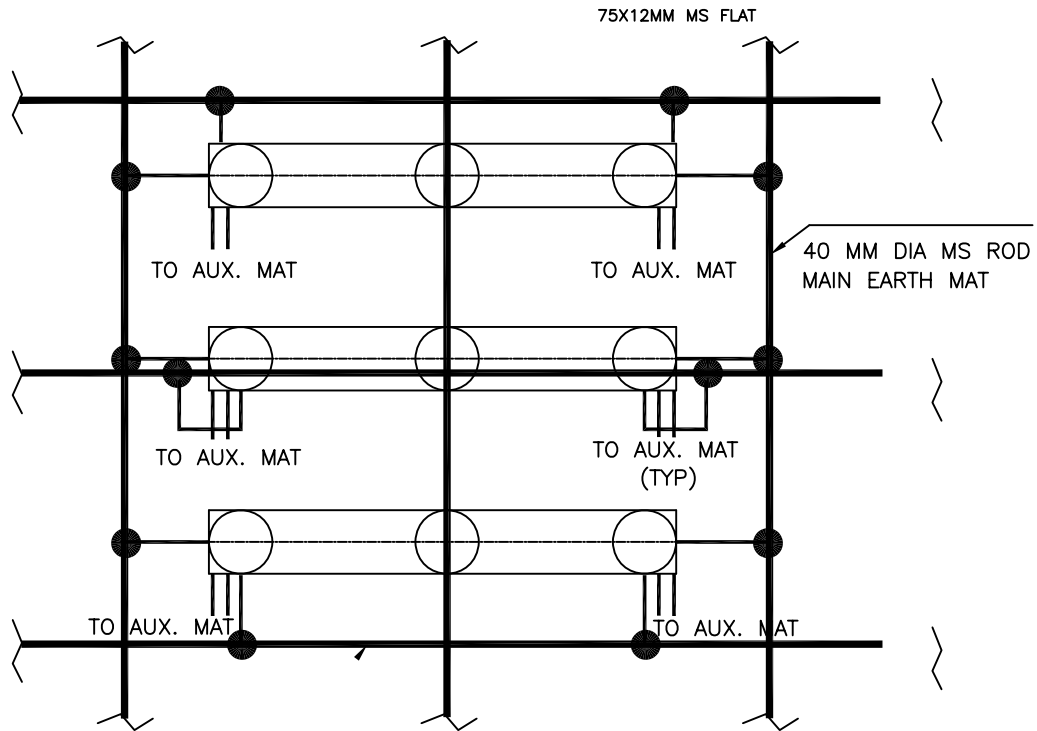 75X12MM MS FLAT
40 MM DIA MS ROD
MAIN EARTH MAT
TO AUX. MAT
TO AUX. MAT
TO AUX. MAT
TO AUX. MAT
(TYP)
TO AUX. MAT
TO AUX. MAT